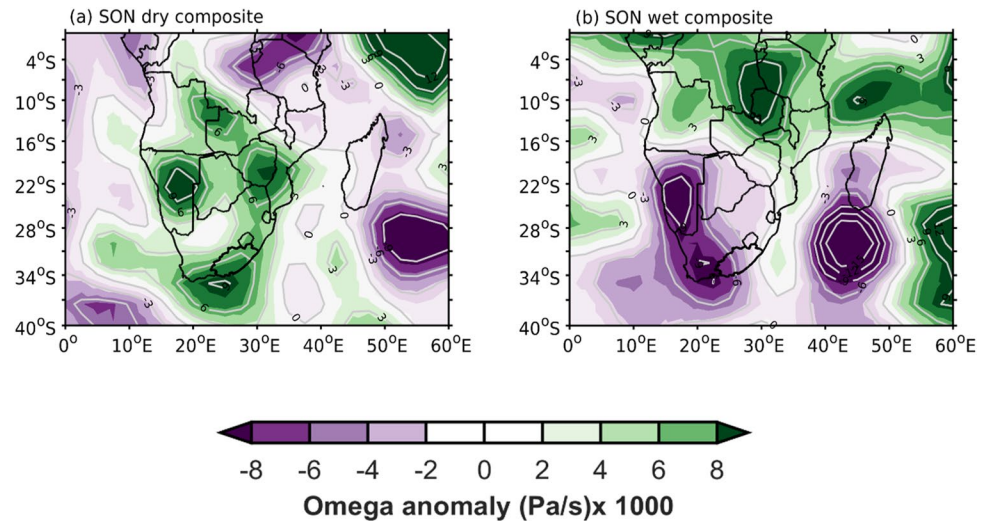 (a) SON dry composite
(b) SON wet composite
4°S
10°S
16°S
22°S
28°S
34°S
40°S
0°
10°E
20°E
30°E
40°E
50°E
60°E
4°S
10°S
16°S
22°S
28°S
34°S
40°S
0°
10°E
20°E
30°E
40°E
50°E
60°E
-8
-6
-4
-2
0
2
4
6
8
Omega anomaly (Pa/s)x 1000